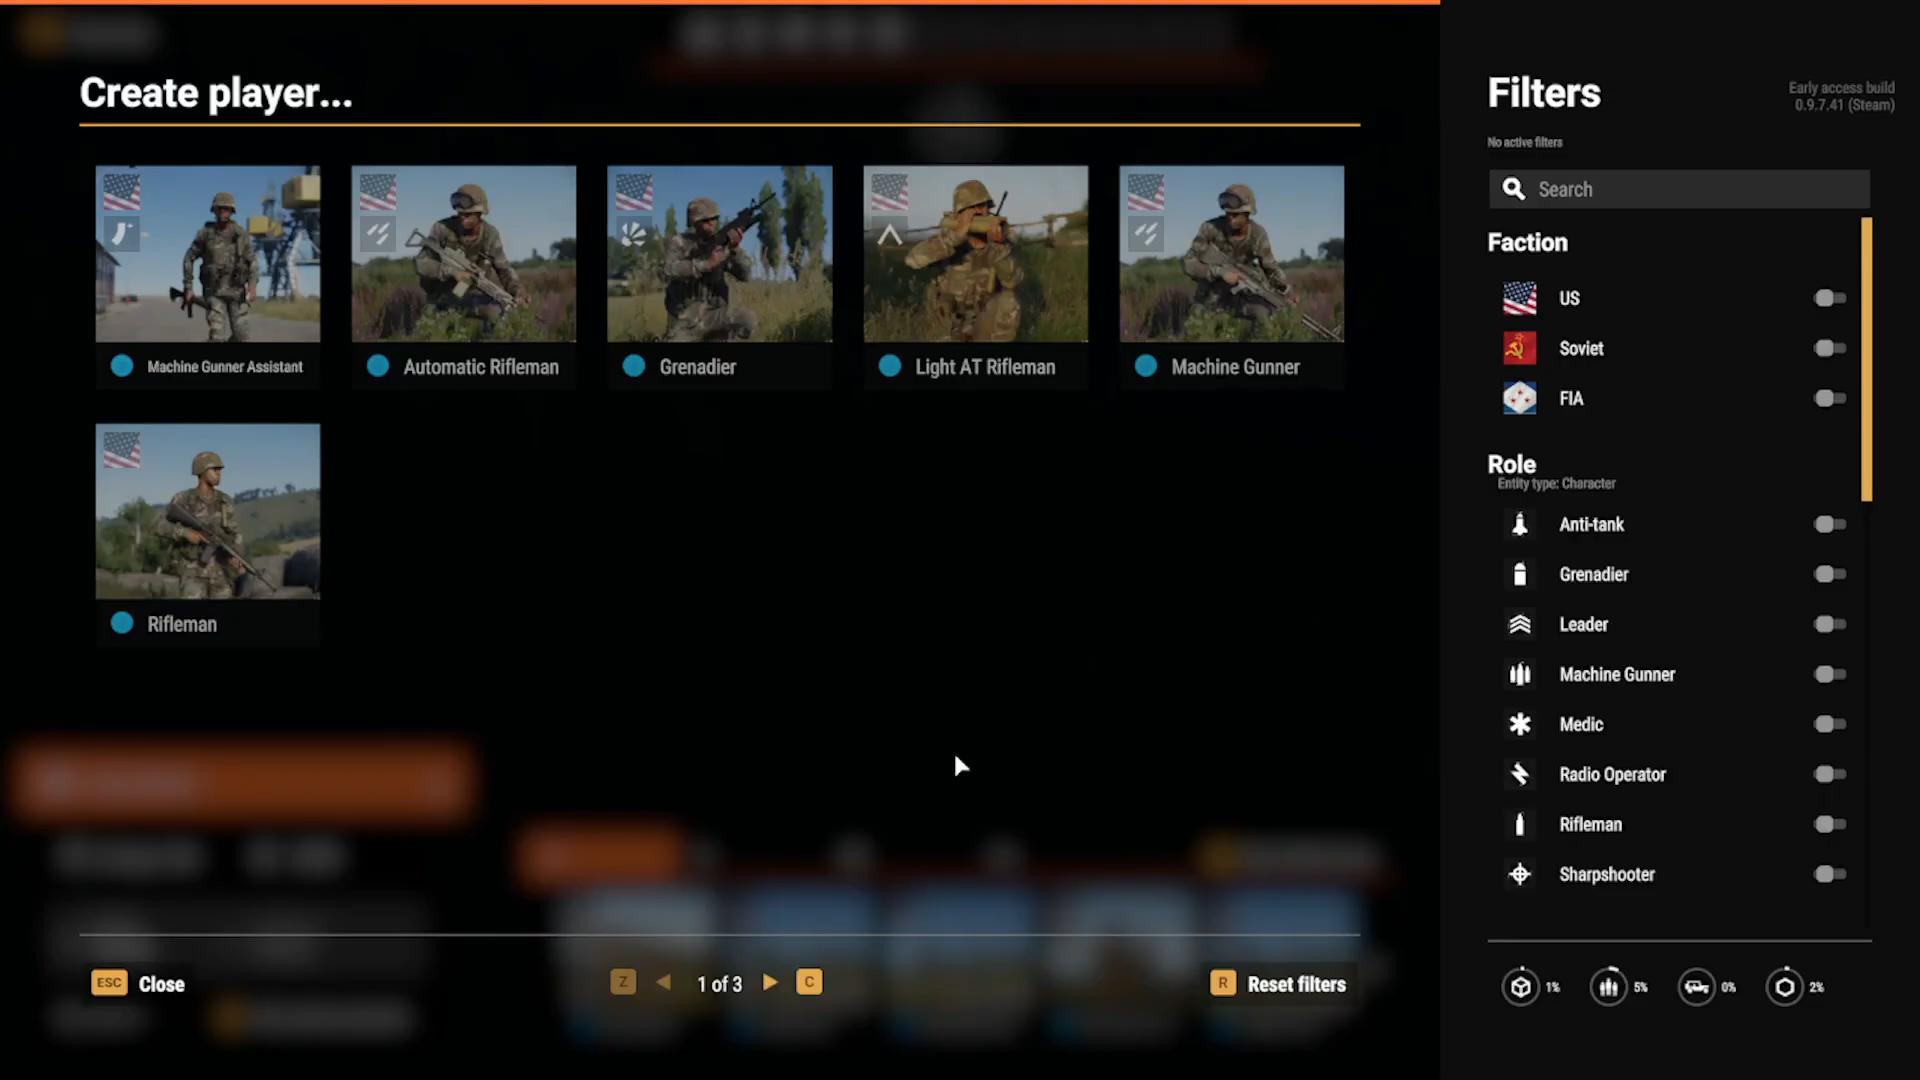 Create player...
Machine Gunner Assistant
Automatic Rifleman
Grenadier
Light AT Rifleman
Machine Gunner
Rifleman
ESC Close
Z 1 of 3 C
R Reset filters
Filters
Early access build
0.9.7.41 (Steam)
No active filters
Search
Faction
US
Soviet
FIA
Role
Entity type: Character
Anti-tank
Grenadier
Leader
Machine Gunner
Medic
Radio Operator
Rifleman
Sharpshooter
1% 5% 0% 2%